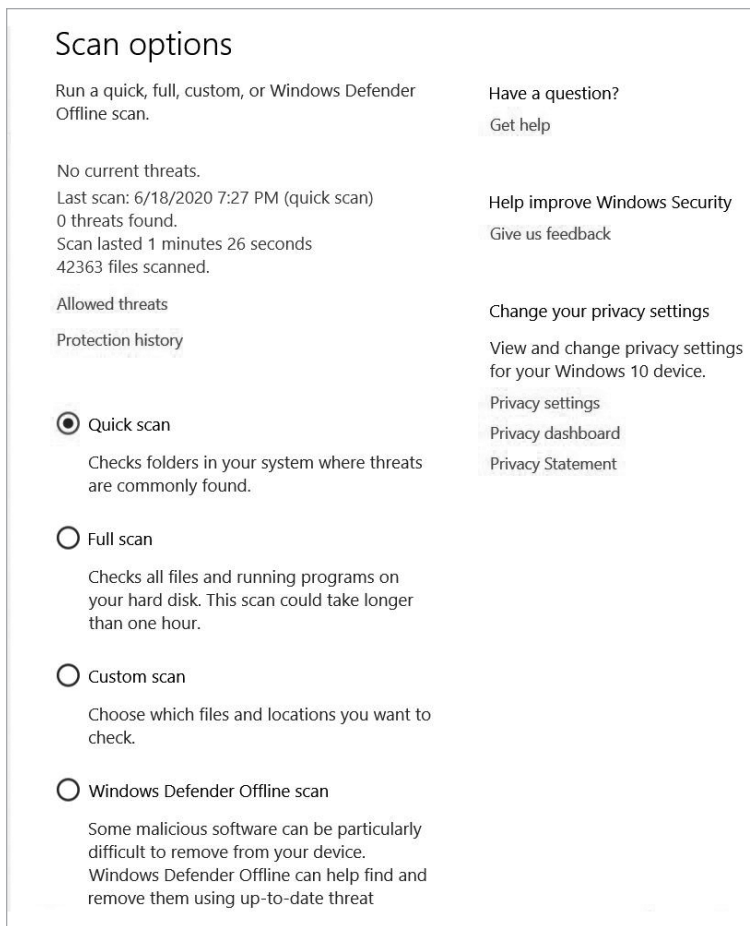 Scan options
Run a quick, full, custom, or Windows Defender
Offline scan.
No current threats.
Last scan: 6/18/2020 7:27 PM (quick scan)
0 threats found.
Scan lasted 1 minutes 26 seconds
42363 files scanned.
Allowed threats
Protection history
Quick scan
Checks folders in your system where threats
are commonly found.
Full scan
Checks all files and running programs on
your hard disk. This scan could take longer
than one hour.
Custom scan
Choose which files and locations you want to
check.
Windows Defender Offline scan
Some malicious software can be particularly
difficult to remove from your device.
Windows Defender Offline can help find and
remove them using up-to-date threat
Have a question?
Get help
Help improve Windows Security
Give us feedback
Change your privacy settings
View and change privacy settings
for your Windows 10 device.
Privacy settings
Privacy dashboard
Privacy Statement